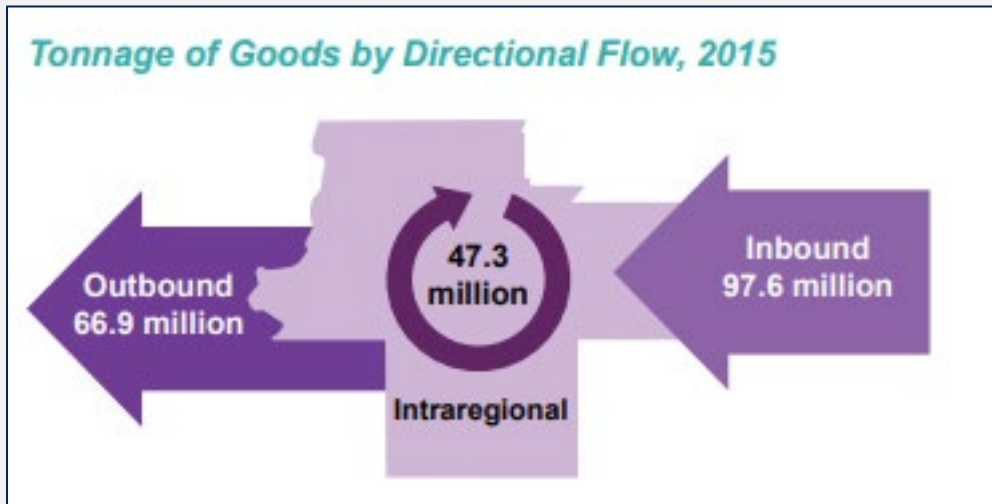 Tonnage of Goods by Directional Flow, 2015
Outbound
66.9 million
47.3
million
Intraregional
Inbound
97.6 million